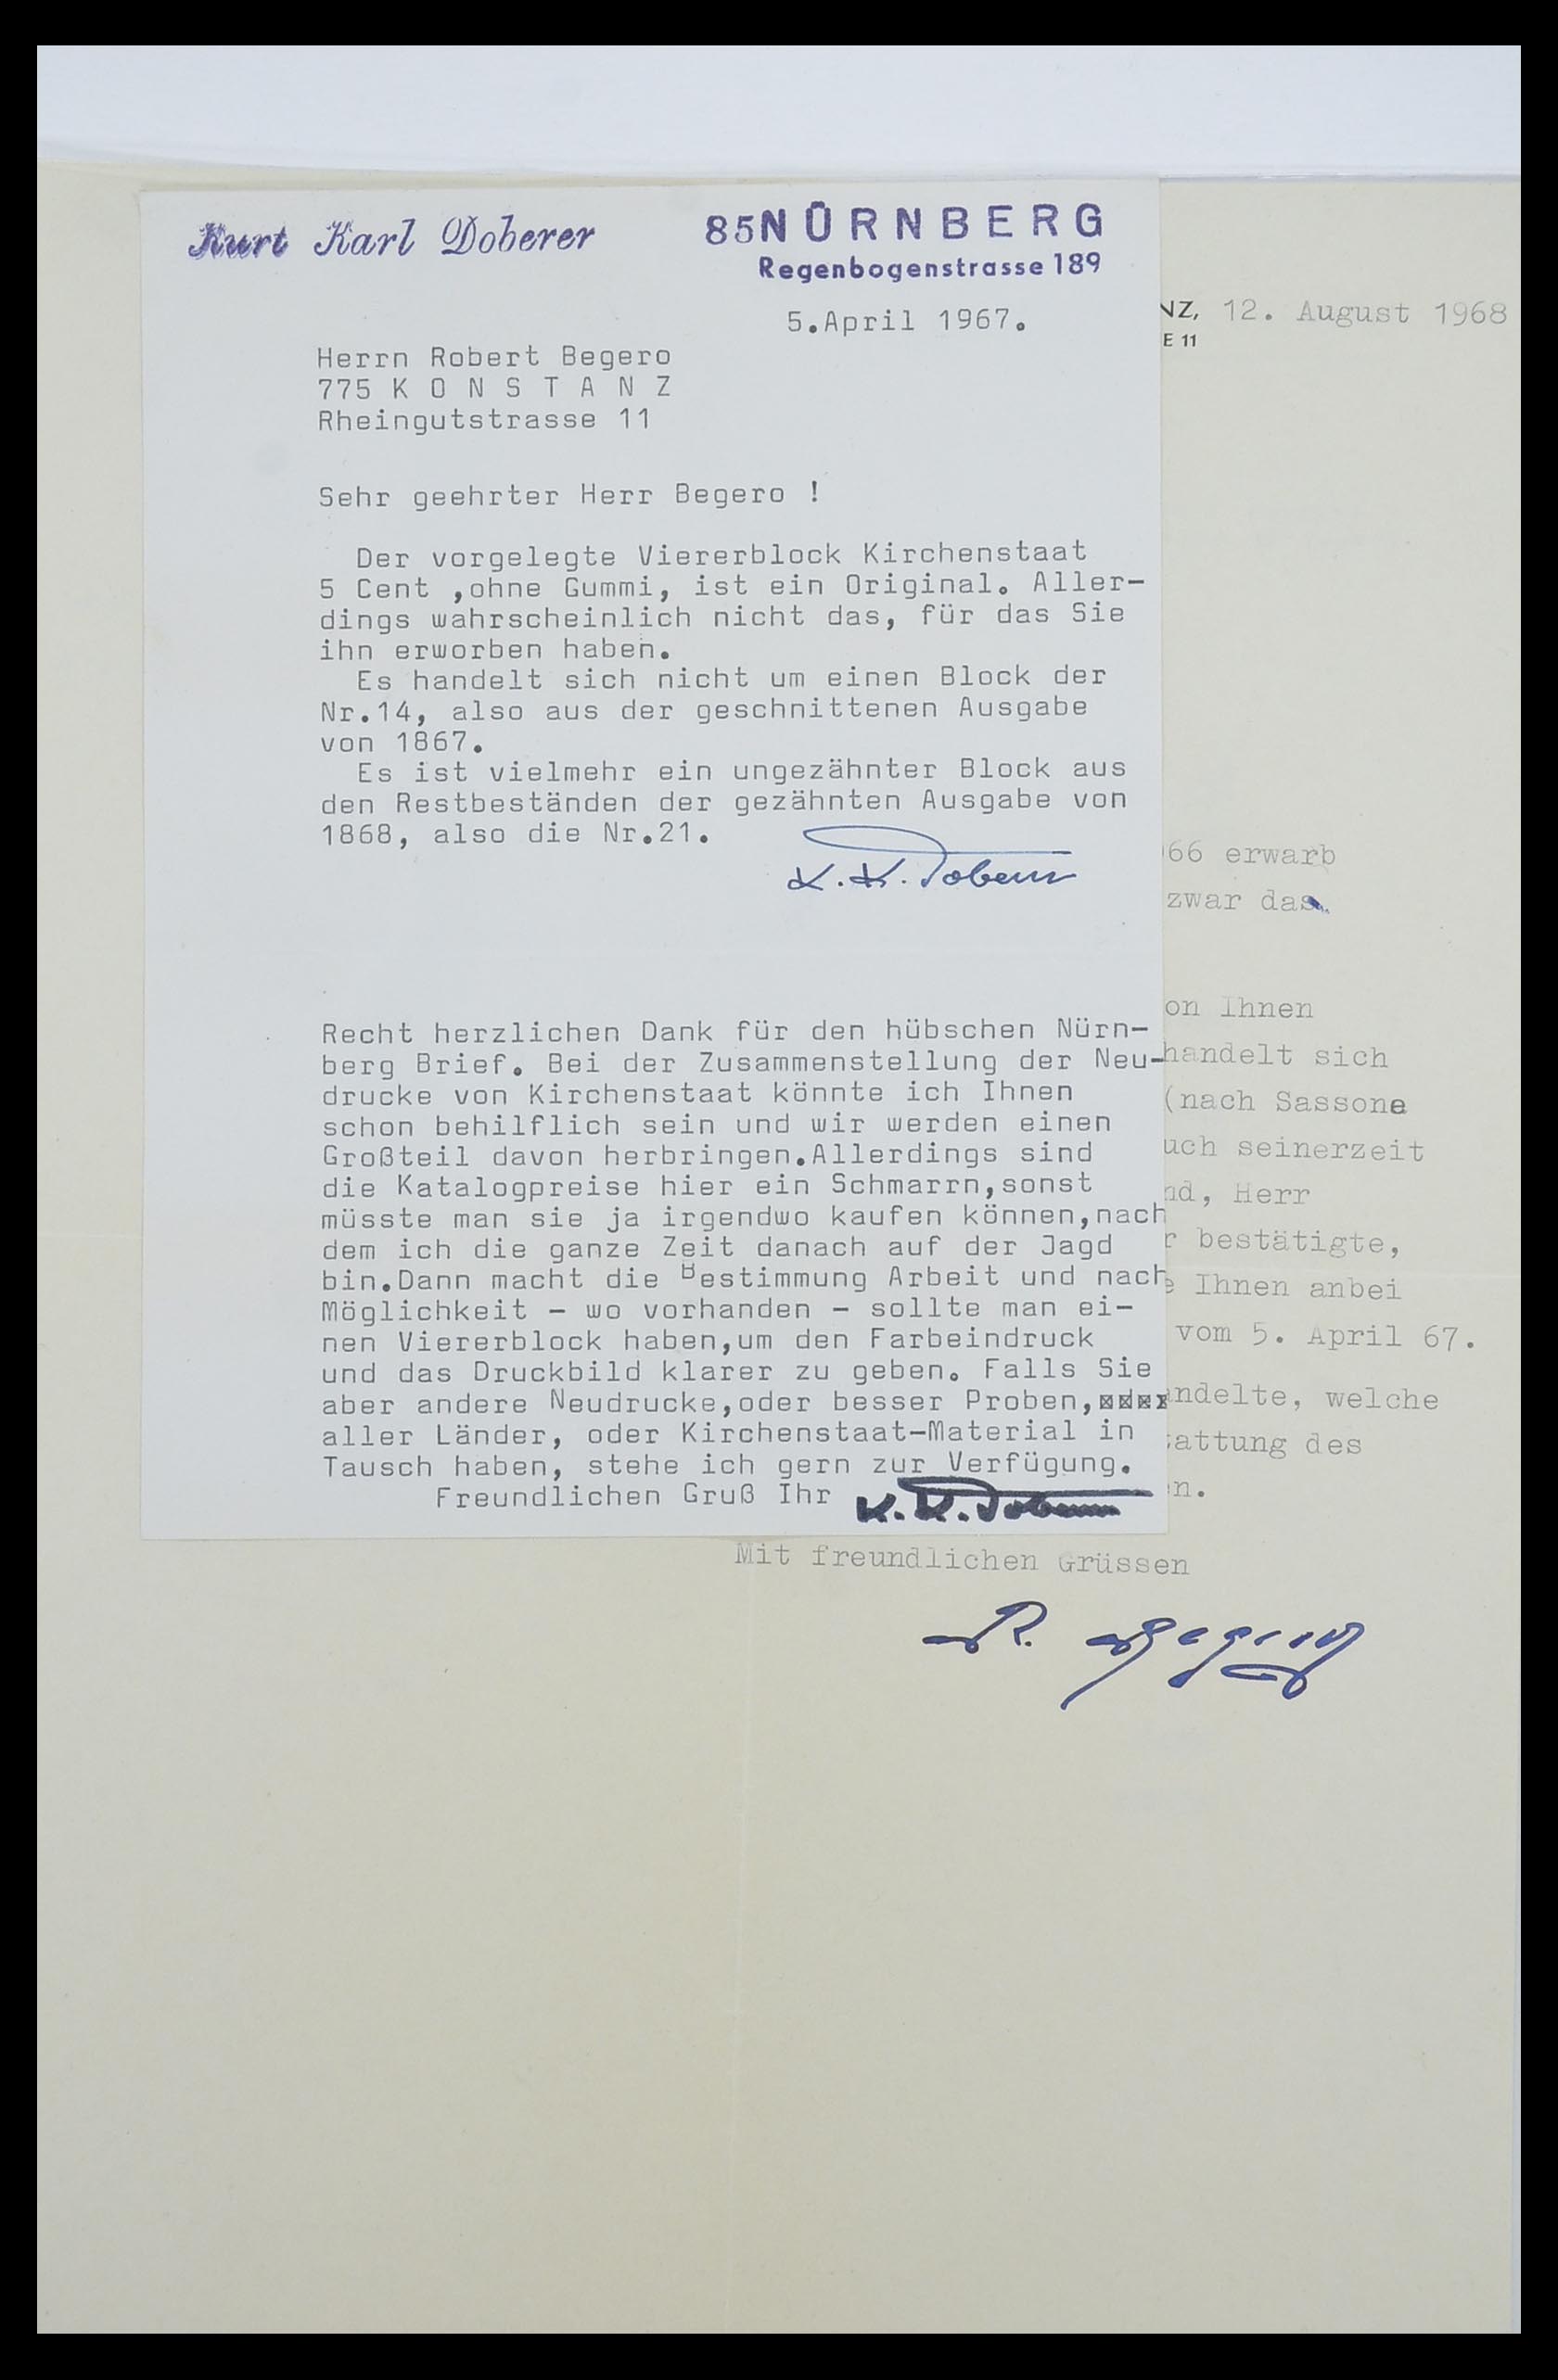 Kurt Karl Doberer
85 NÜRNBERG
Regenbogenstrasse 189
5.April 1967.
Herrn Robert Begero
775 K O N S T A N Z
Rheingutstrasse 11
Sehr geehrter Herr Begero !
Der vorgelegte Viererblock Kirchenstaat
5 Cent ,ohne Gummi, ist ein Original. Aller-
dings wahrscheinlich nicht das, für das Sie
ihn erworben haben.
Es handelt sich nicht um einen Block der
Nr.14, also aus der geschnittenen Ausgabe
von 1867.
Es ist vielmehr ein ungezähnter Block aus
den Restbeständen der gezähnten Ausgabe von
1868, also die Nr.21.
K. K. Doberer
Recht herzlichen Dank für den hübschen Nürn-
berg Brief. Bei der Zusammenstellung der Neu-
drucke von Kirchenstaat könnte ich Ihnen
schon behilflich sein und wir werden einen
Großteil davon herbringen.Allerdings sind
die Katalogpreise hier ein Schmarrn,sonst
müsste man sie ja irgendwo kaufen können,nach
dem ich die ganze Zeit danach auf der Jagd
bin.Dann macht die Bestimmung Arbeit und nach
Möglichkeit - wo vorhanden - sollte man ei-
nen Viererblock haben,um den Farbeindruck
und das Druckbild klarer zu geben. Falls Sie
aber andere Neudrucke,oder besser Proben,
aller Länder, oder Kirchenstaat-Material in
Tausch haben, stehe ich gern zur Verfügung.
Freundlichen Gruß Ihr K. K. Doberer
NZ, 12. August 1968
E 11
66 erwarb
zwar das
on Ihnen
handelt sich
(nach Sassone
uch seinerzeit
nd, Herr
r bestätigte,
e Ihnen anbei
vom 5. April 67.
ndelte, welche
tattung des
n.
Mit freundlichen Grüssen
R. Begero